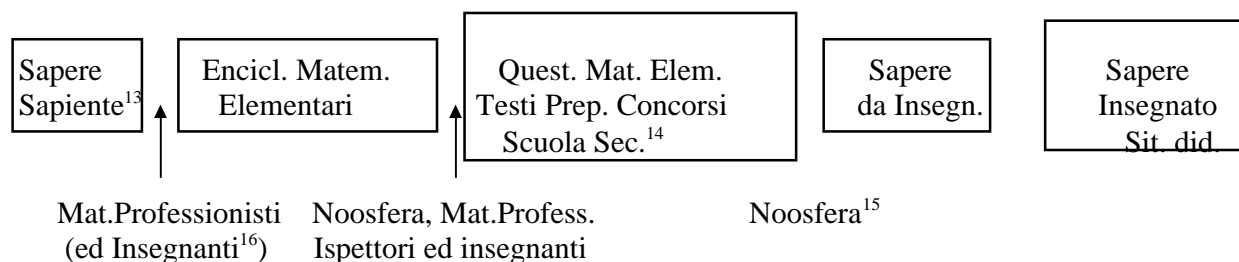 Sapere
Sapiente13
Encicl. Matem.
Elementari
Quest. Mat. Elem.
Testi Prep. Concorsi
Scuola Sec.14
Sapere
da Insegn.
Sapere
Insegnato
Sit. did.
Mat.Professionisti
(ed Insegnanti16)
Noosfera, Mat.Profess.
Ispettori ed insegnanti
Noosfera15